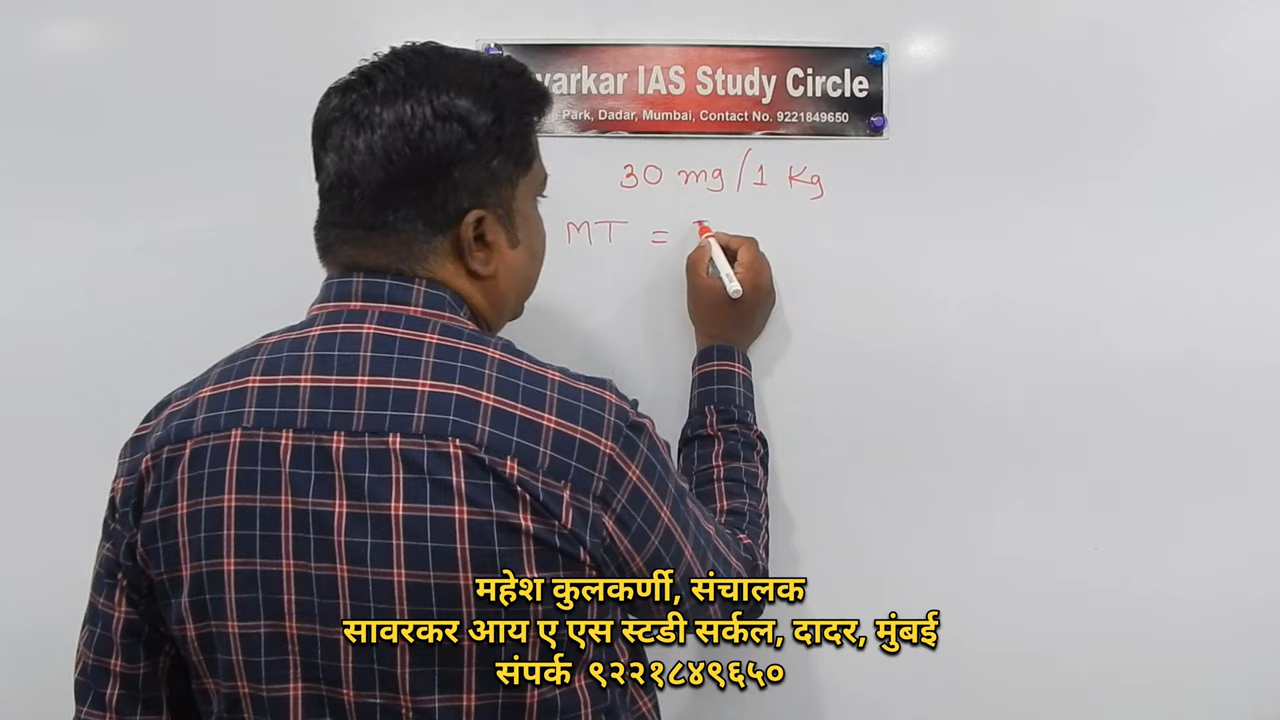 varkar IAS Study Circle
Park, Dadar, Mumbai, Contact No. 9221849650
30 mg/1 Kg
MT =
महेश कुलकर्णी, संचालक
सावरकर आय ए एस स्टडी सर्कल, दादर, मुंबई
संपर्क ९२२१८४९६५०